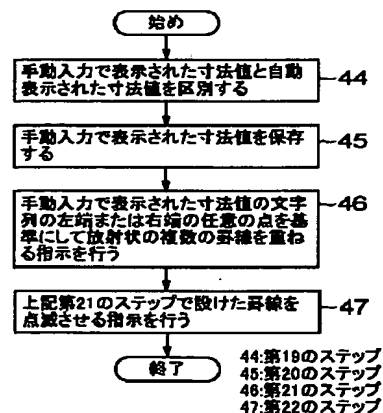 始め
手動入力で表示された寸法値と自動
表示された寸法値を区別する
44
手動入力で表示された寸法値を保存
する
45
手動入力で表示された寸法値の文字
列の左端または右端の任意の点を基
準にして放射状の複数の罫線を重ね
る指示を行う
46
上記第21のステップで設けた罫線を
点滅させる指示を行う
47
終了
44:第19のステップ
45:第20のステップ
46:第21のステップ
47:第22のステップ